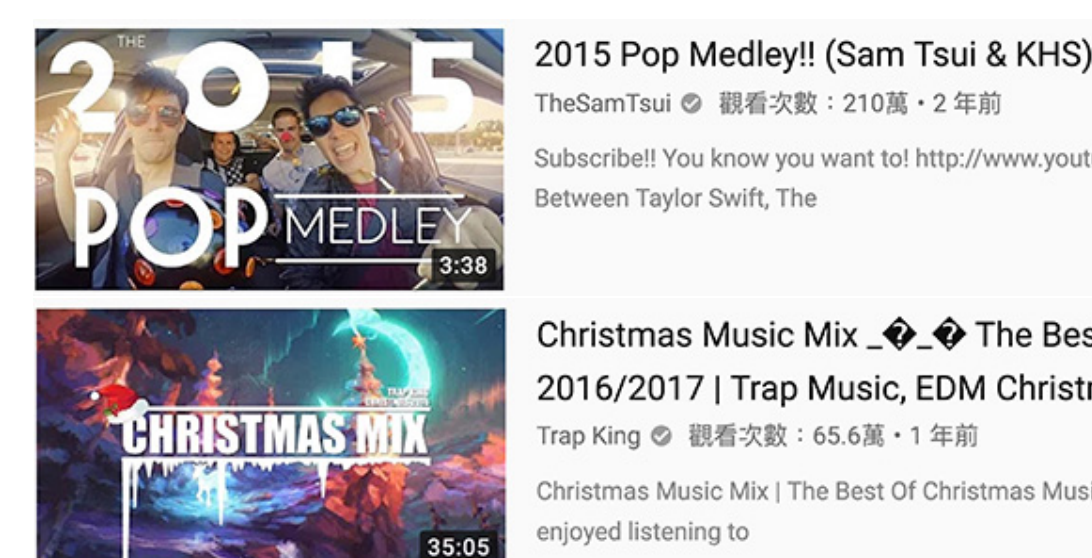 THE
2015
POP MEDLEY
3:38
2015 Pop Medley!! (Sam Tsui & KHS)
TheSamTsui 觀看次數：210萬・2 年前
Subscribe!! You know you want to! http://www.yout
Between Taylor Swift, The
TRAP KING
CHRISTMAS MIX
35:05
Christmas Music Mix _�_� The Bes
2016/2017 | Trap Music, EDM Christ
Trap King 觀看次數：65.6萬・1 年前
Christmas Music Mix | The Best Of Christmas Musi
enjoyed listening to